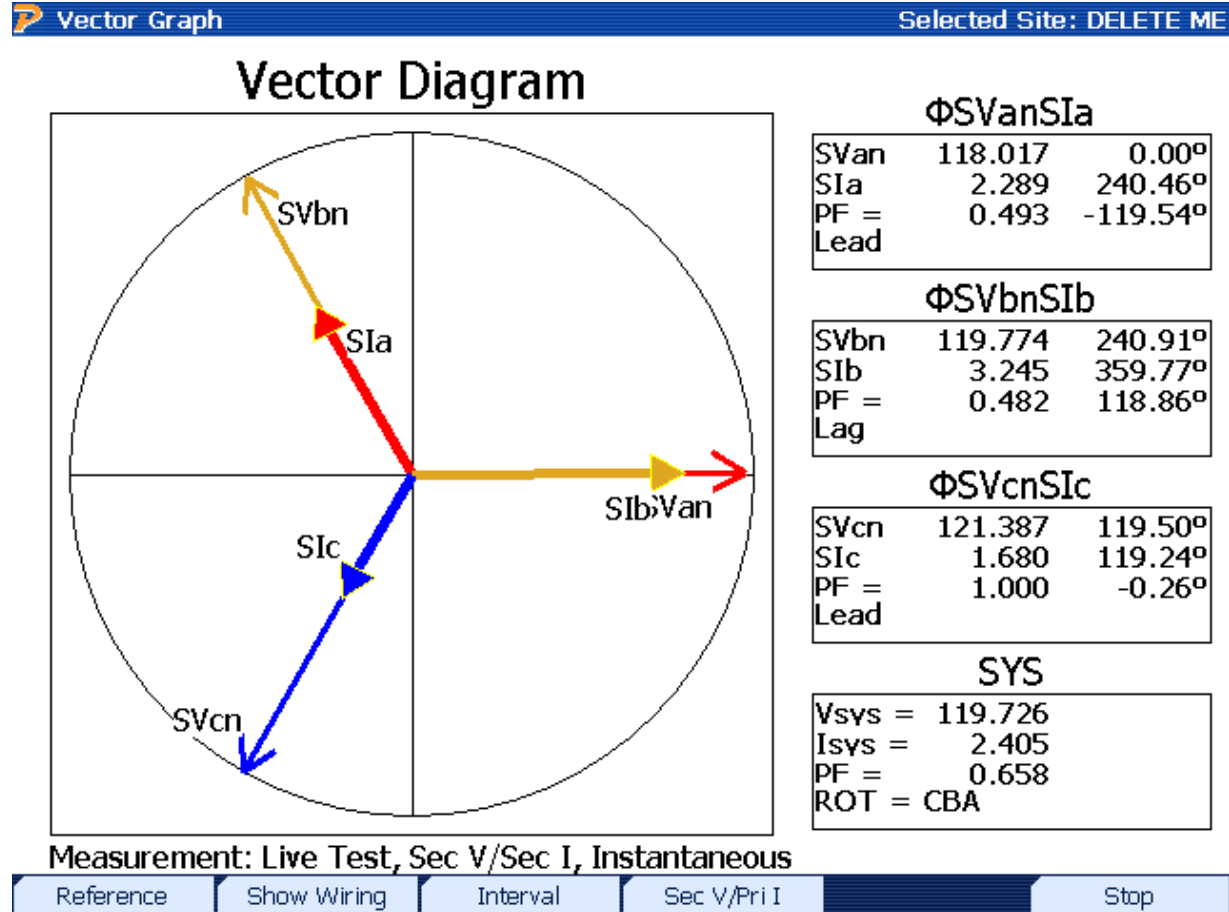 Vector Graph
Selected Site: DELETE ME
Vector Diagram
SVbn
SIa
SIb
SVan
SIc
SVcn
ΦSVanSIa
SVan 118.017 0.00º
SIa 2.289 240.46º
PF = 0.493 -119.54º
Lead
ΦSVbnSIb
SVbn 119.774 240.91º
SIb 3.245 359.77º
PF = 0.482 118.86º
Lag
ΦSVcnSIc
SVcn 121.387 119.50º
SIc 1.680 119.24º
PF = 1.000 -0.26º
Lead
SYS
Vsys = 119.726
Isys = 2.405
PF = 0.658
ROT = CBA
Measurement: Live Test, Sec V/Sec I, Instantaneous
Reference Show Wiring Interval Sec V/Pri I Stop